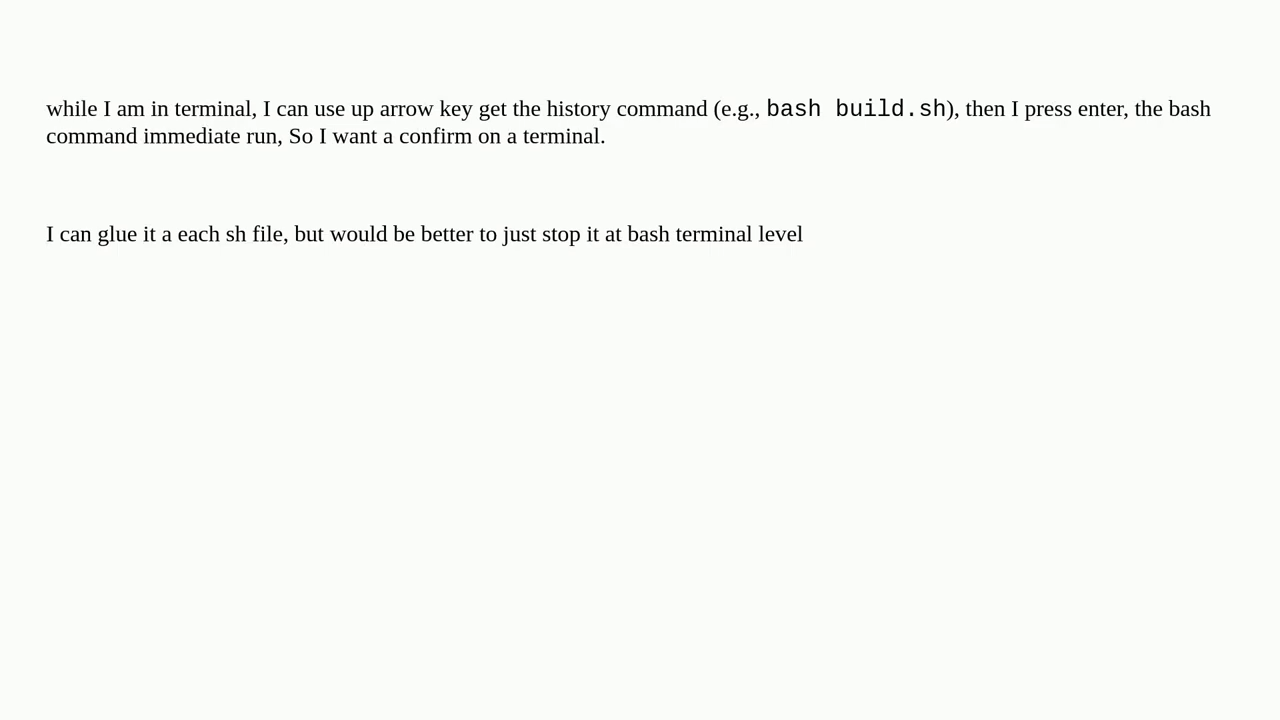 while I am in terminal, I can use up arrow key get the history command (e.g., bash build.sh), then I press enter, the bash
command immediate run, So I want a confirm on a terminal.
I can glue it a each sh file, but would be better to just stop it at bash terminal level